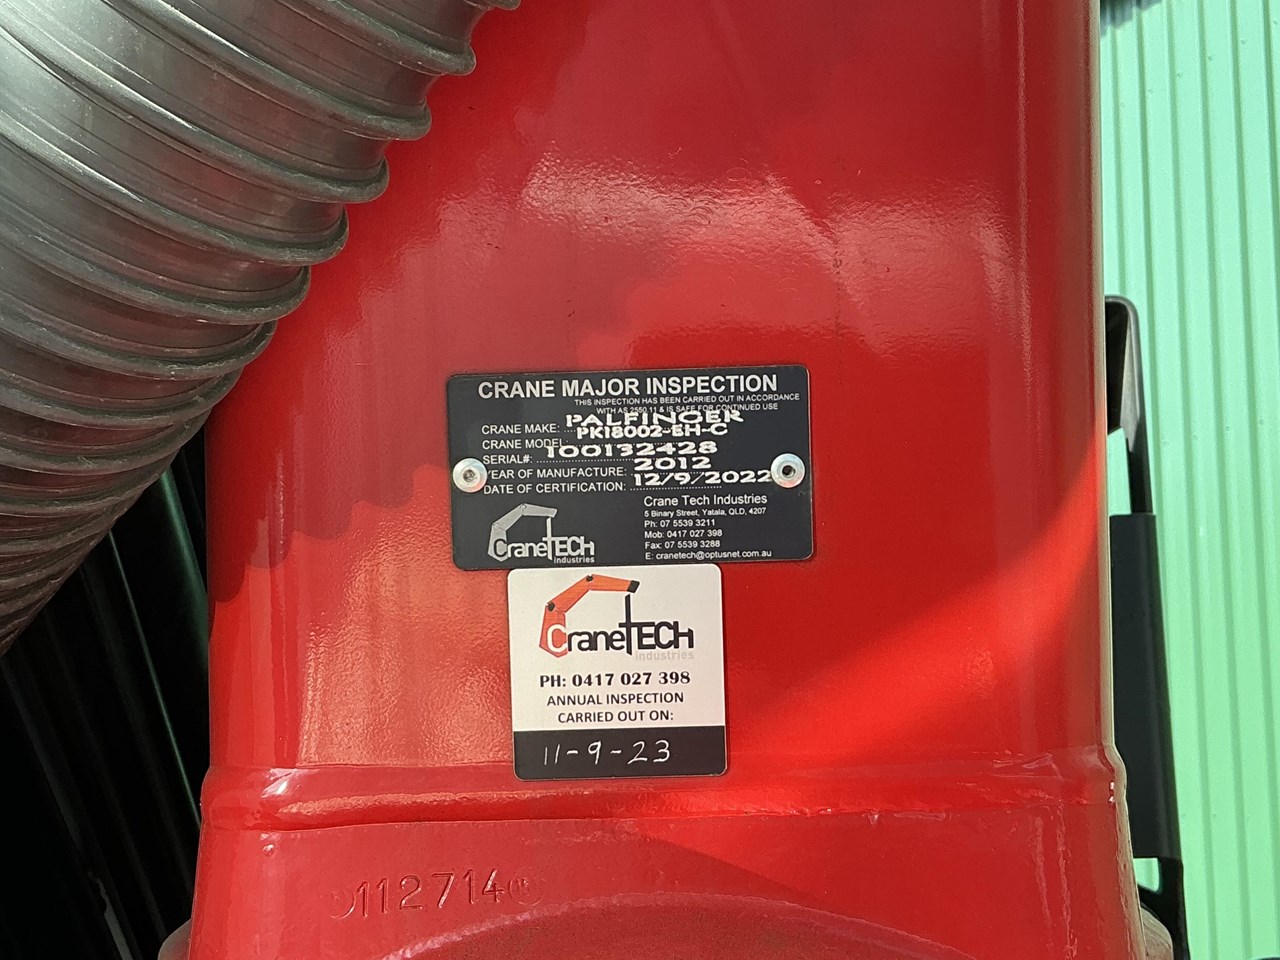 CRANE MAJOR INSPECTION
THIS INSPECTION HAS BEEN CARRIED OUT IN ACCORDANCE
WITH AS 2550.11 & IS SAFE FOR CONTINUED USE
CRANE MAKE: PALFINGER
CRANE MODEL: PK18002-EH-C
SERIAL#: 100132428
YEAR OF MANUFACTURE: 2012
DATE OF CERTIFICATION: 12/9/2022
CraneTECH
industries
Crane Tech Industries
5 Binary Street, Yatala, QLD, 4207
Ph: 07 5539 3211
Mob: 0417 027 398
Fax: 07 5539 3288
E: cranetech@optusnet.com.au
CraneTECH
industries
PH: 0417 027 398
ANNUAL INSPECTION
CARRIED OUT ON:
11-9-23
112714